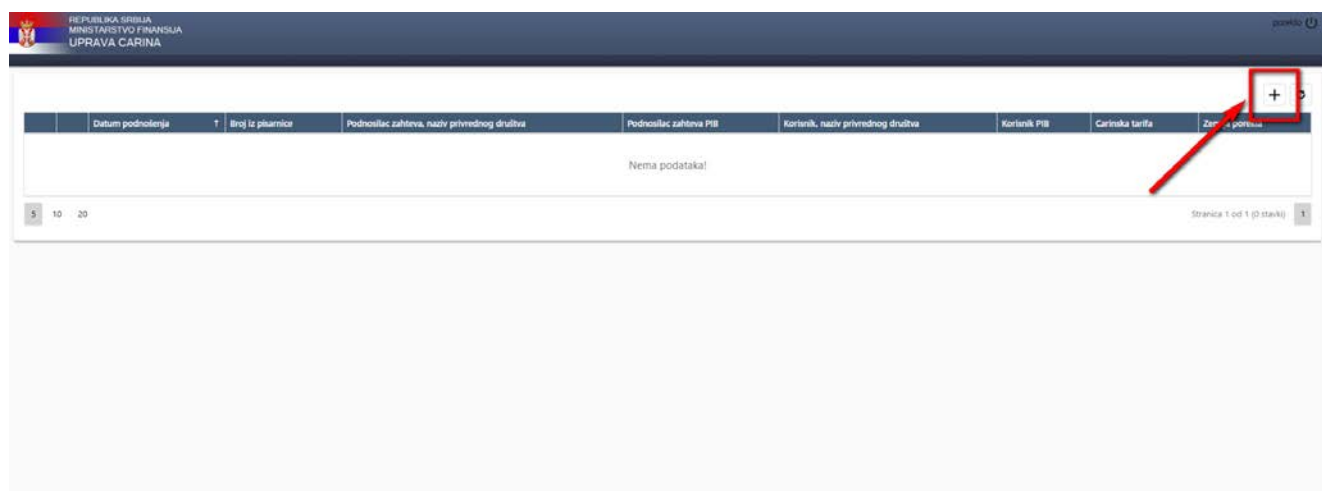 REPUBLIKA SRBIJA
MINISTARSTVO FINANSIJA
UPRAVA CARINA
poreklo
Datum podnošenja ↑ Broj iz pisarnice Podnosilac zahteva, naziv privrednog društva Podnosilac zahteva PIB Korisnik, naziv privrednog društva Korisnik PIB Carinska tarifa
Nema podataka!
5 10 20 Stranica 1 od 1 (0 stavki) 1